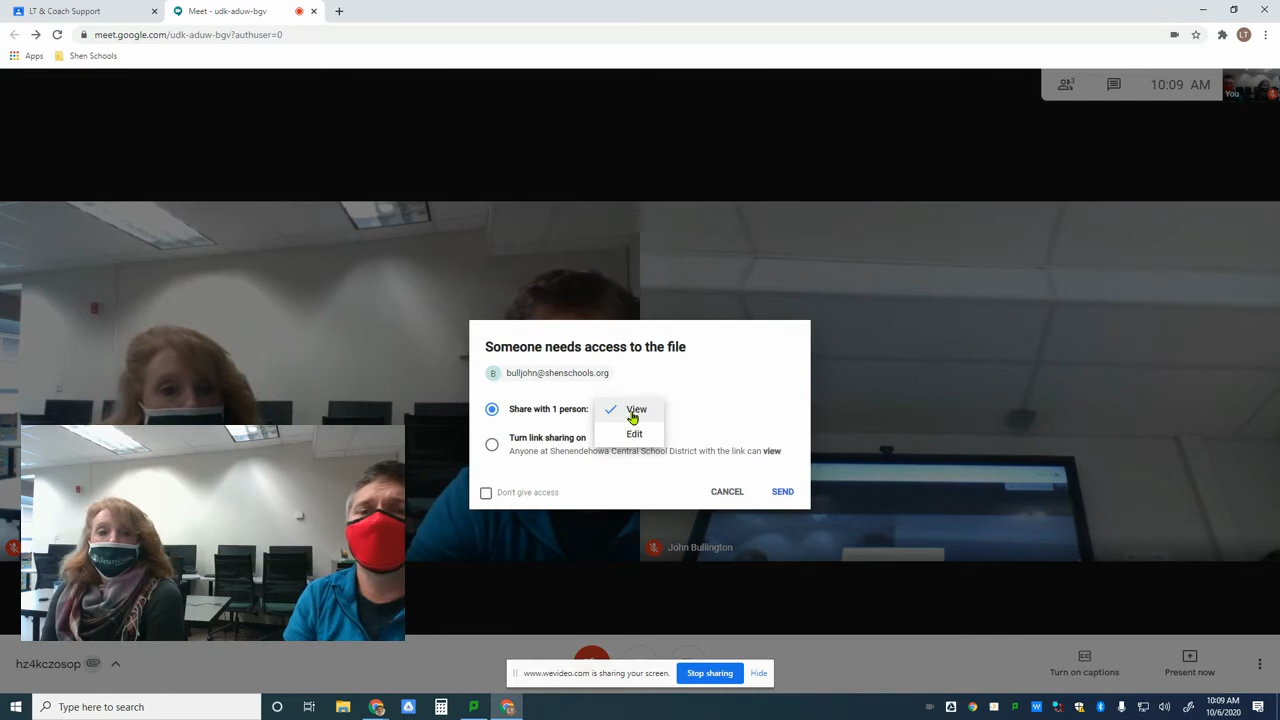 LT & Coach Support
Meet - udk-aduw-bgv
meet.google.com/udk-aduw-bgv?authuser=0
LT
Apps
Shen Schools
2
10:09 AM
You
Someone needs access to the file
B
bulljohn@shenschools.org
Share with 1 person:
View
Edit
Turn link sharing on
Anyone at Shenendehowa Central School District with the link can view
Don't give access
CANCEL
SEND
John Bullington
hz4kczosop
www.wevideo.com is sharing your screen.
Stop sharing
Hide
Turn on captions
Present now
Type here to search
10:09 AM
10/6/2020